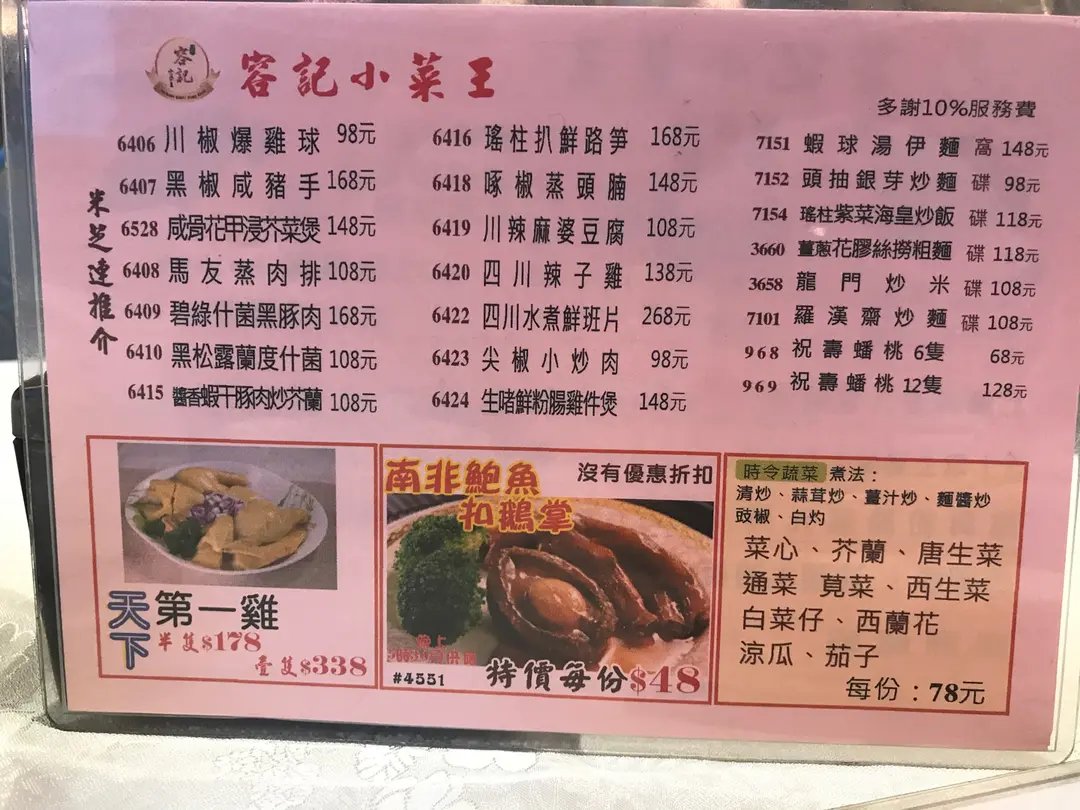 容記
容記小菜王
多謝10%服務費
米芝連推介
6406 川椒爆雞球 98元
6407 黑椒咸豬手 168元
6528 咸骨花甲浸芥菜煲 148元
6408 馬友蒸肉排 108元
6409 碧綠什菌黑豚肉 168元
6410 黑松露蘭度什菌 108元
6415 醬香蝦干豚肉炒芥蘭 108元
6416 瑤柱扒鮮路笋 168元
6418 啄椒蒸頭腩 148元
6419 川辣麻婆豆腐 108元
6420 四川辣子雞 138元
6422 四川水煮鮮班片 268元
6423 尖椒小炒肉 98元
6424 生啫鮮粉腸雞件煲 148元
7151 蝦球湯伊麵 窩 148元
7152 頭抽銀芽炒麵 碟 98元
7154 瑤柱紫菜海皇炒飯 碟 118元
3660 薑蔥花膠絲撈粗麵 碟 118元
3658 龍門炒米 碟 108元
7101 羅漢齋炒麵 碟 108元
968 祝壽蟠桃 6隻 68元
969 祝壽蟠桃 12隻 128元
天下第一雞
半隻$178
壹隻$338
南非鮑魚
扣鵝掌
沒有優惠折扣
晚上
#4551
特價每份$48
時令蔬菜 煮法：
清炒、蒜茸炒、薑汁炒、麵醬炒
豉椒、白灼
菜心、芥蘭、唐生菜
通菜 莧菜、西生菜
白菜仔、西蘭花
涼瓜、茄子
每份：78元